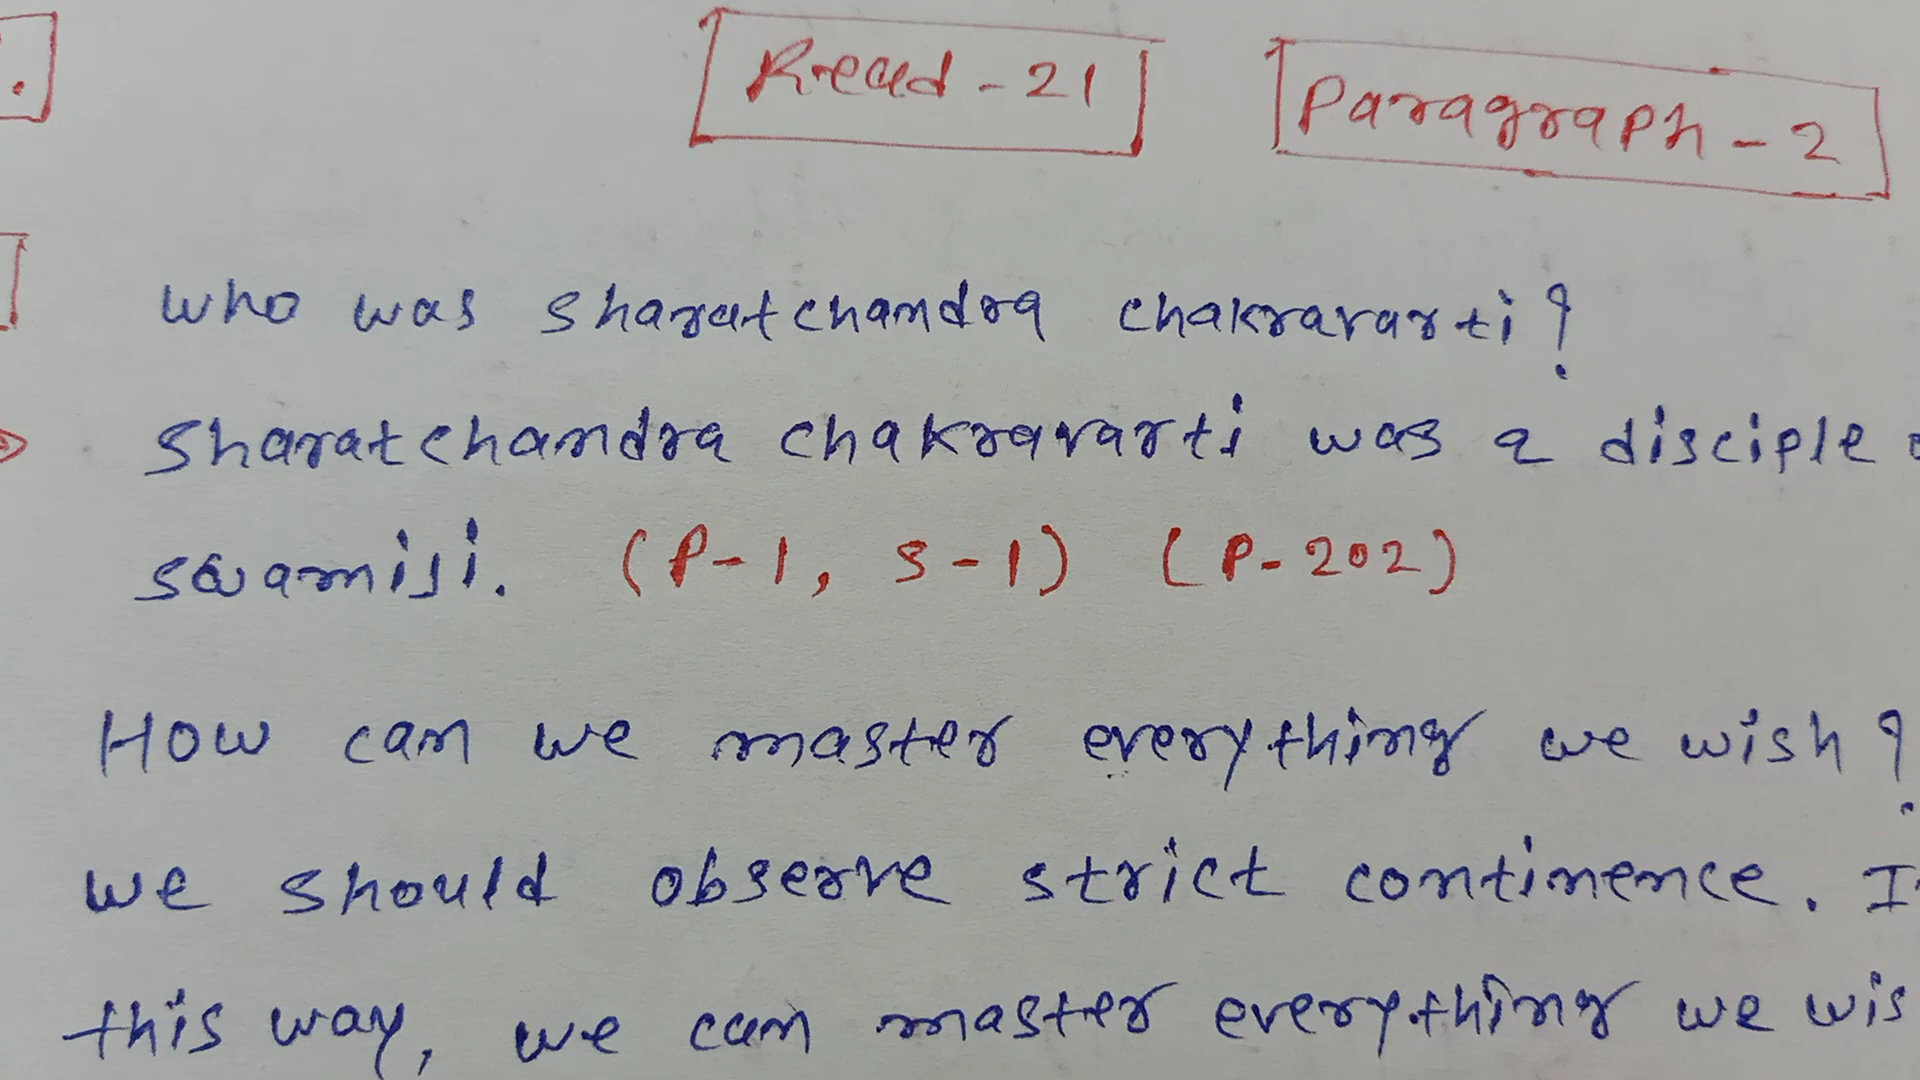 Read-21 Paragraph-2
Who was Sharatchandra Chakravarti?
Sharatchandra Chakravarti was a disciple
Swamiji. (P-1, S-1) (P-202)
How can we master everything we wish?
We should observe strict continence.
this way, we can master everything we